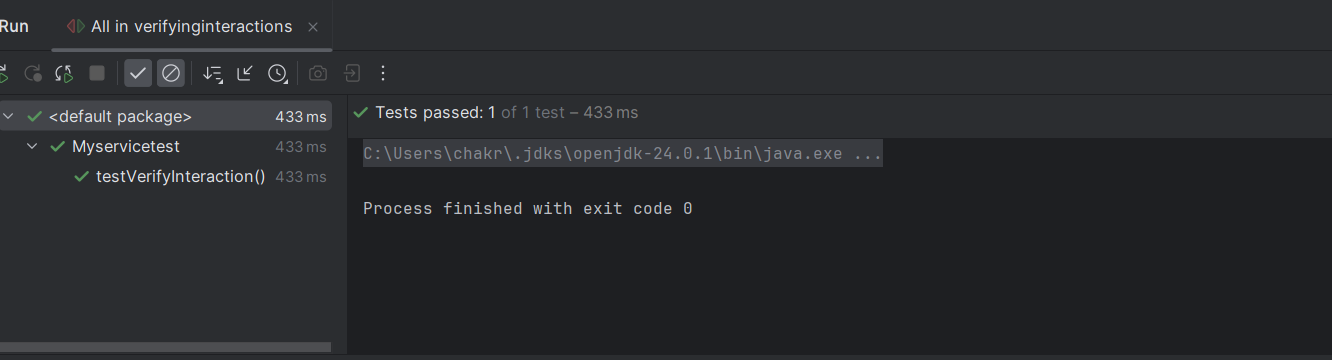 Run
All in verifyinginteractions
<default package> 433 ms
Tests passed: 1 of 1 test – 433 ms
Myservicetest 433 ms
testVerifyInteraction() 433 ms
C:\Users\chakr\.jdks\openjdk-24.0.1\bin\java.exe ...
Process finished with exit code 0